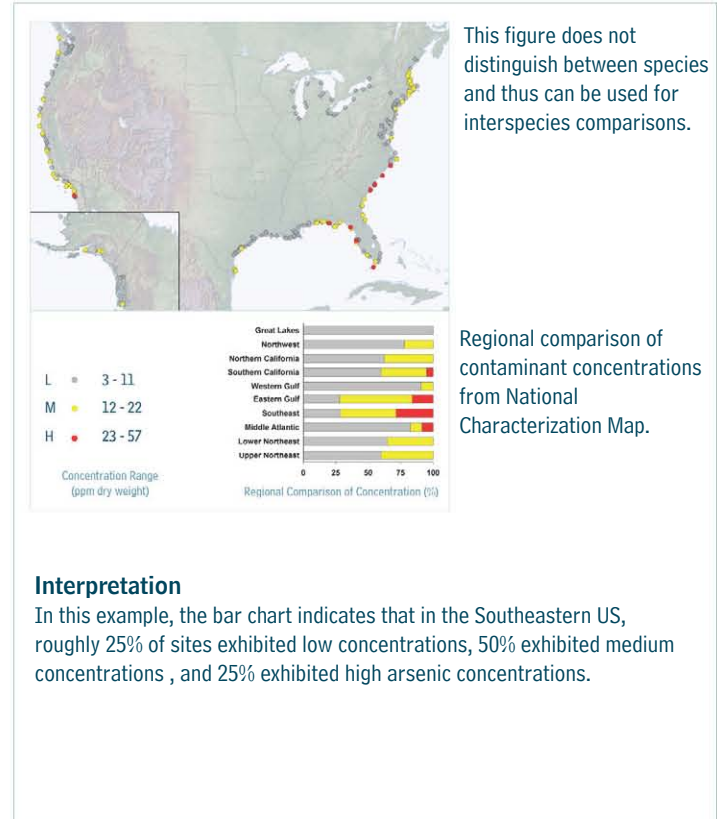 This figure does not
distinguish between species
and thus can be used for
interspecies comparisons.
Great Lakes
Northwest
Northern California
Southern California
Western Gulf
Eastern Gulf
Southeast
Middle Atlantic
Lower Northeast
Upper Northeast
0 25 50 75 100
Regional Comparison of Concentration (%)
L 3 - 11
M 12 - 22
H 23 - 57
Concentration Range
(ppm dry weight)
Regional comparison of
contaminant concentrations
from National
Characterization Map.
Interpretation
In this example, the bar chart indicates that in the Southeastern US,
roughly 25% of sites exhibited low concentrations, 50% exhibited medium
concentrations , and 25% exhibited high arsenic concentrations.